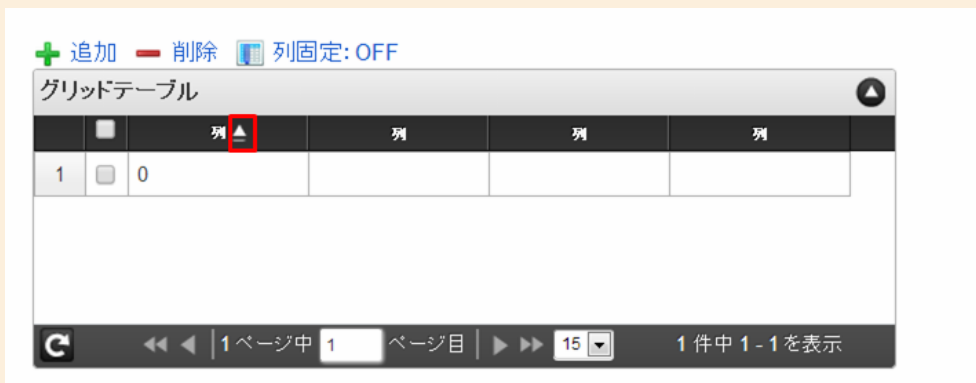 追加 削除 列固定: OFF
グリッドテーブル
列 列 列 列
1 0
1 ページ中 1 ページ目 15 1 件中 1 - 1 を表示